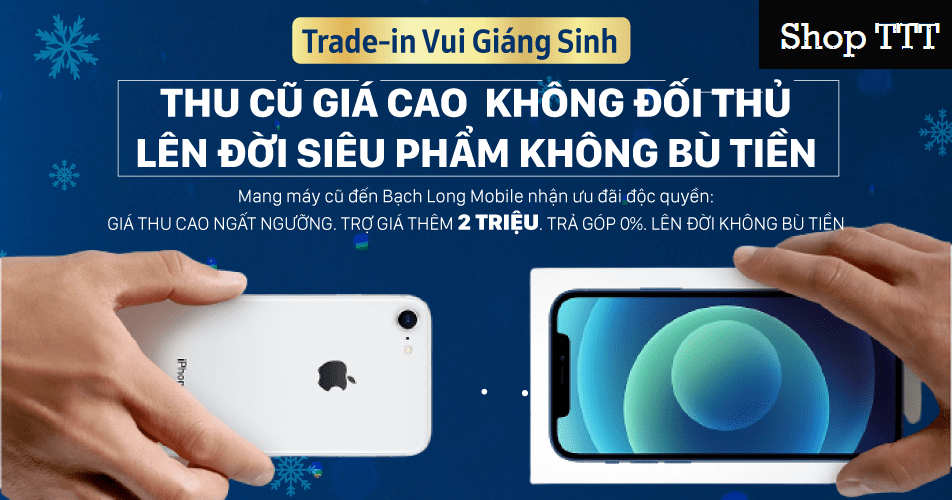 Trade-in Vui Giáng Sinh
Shop TTT
THU CŨ GIÁ CAO KHÔNG ĐỐI THỦ
LÊN ĐỜI SIÊU PHẨM KHÔNG BÙ TIỀN
Mang máy cũ đến Bạch Long Mobile nhận ưu đãi độc quyền:
GIÁ THU CAO NGẤT NGƯỠNG. TRỢ GIÁ THÊM 2 TRIỆU. TRẢ GÓP 0%. LÊN ĐỜI KHÔNG BÙ TIỀN